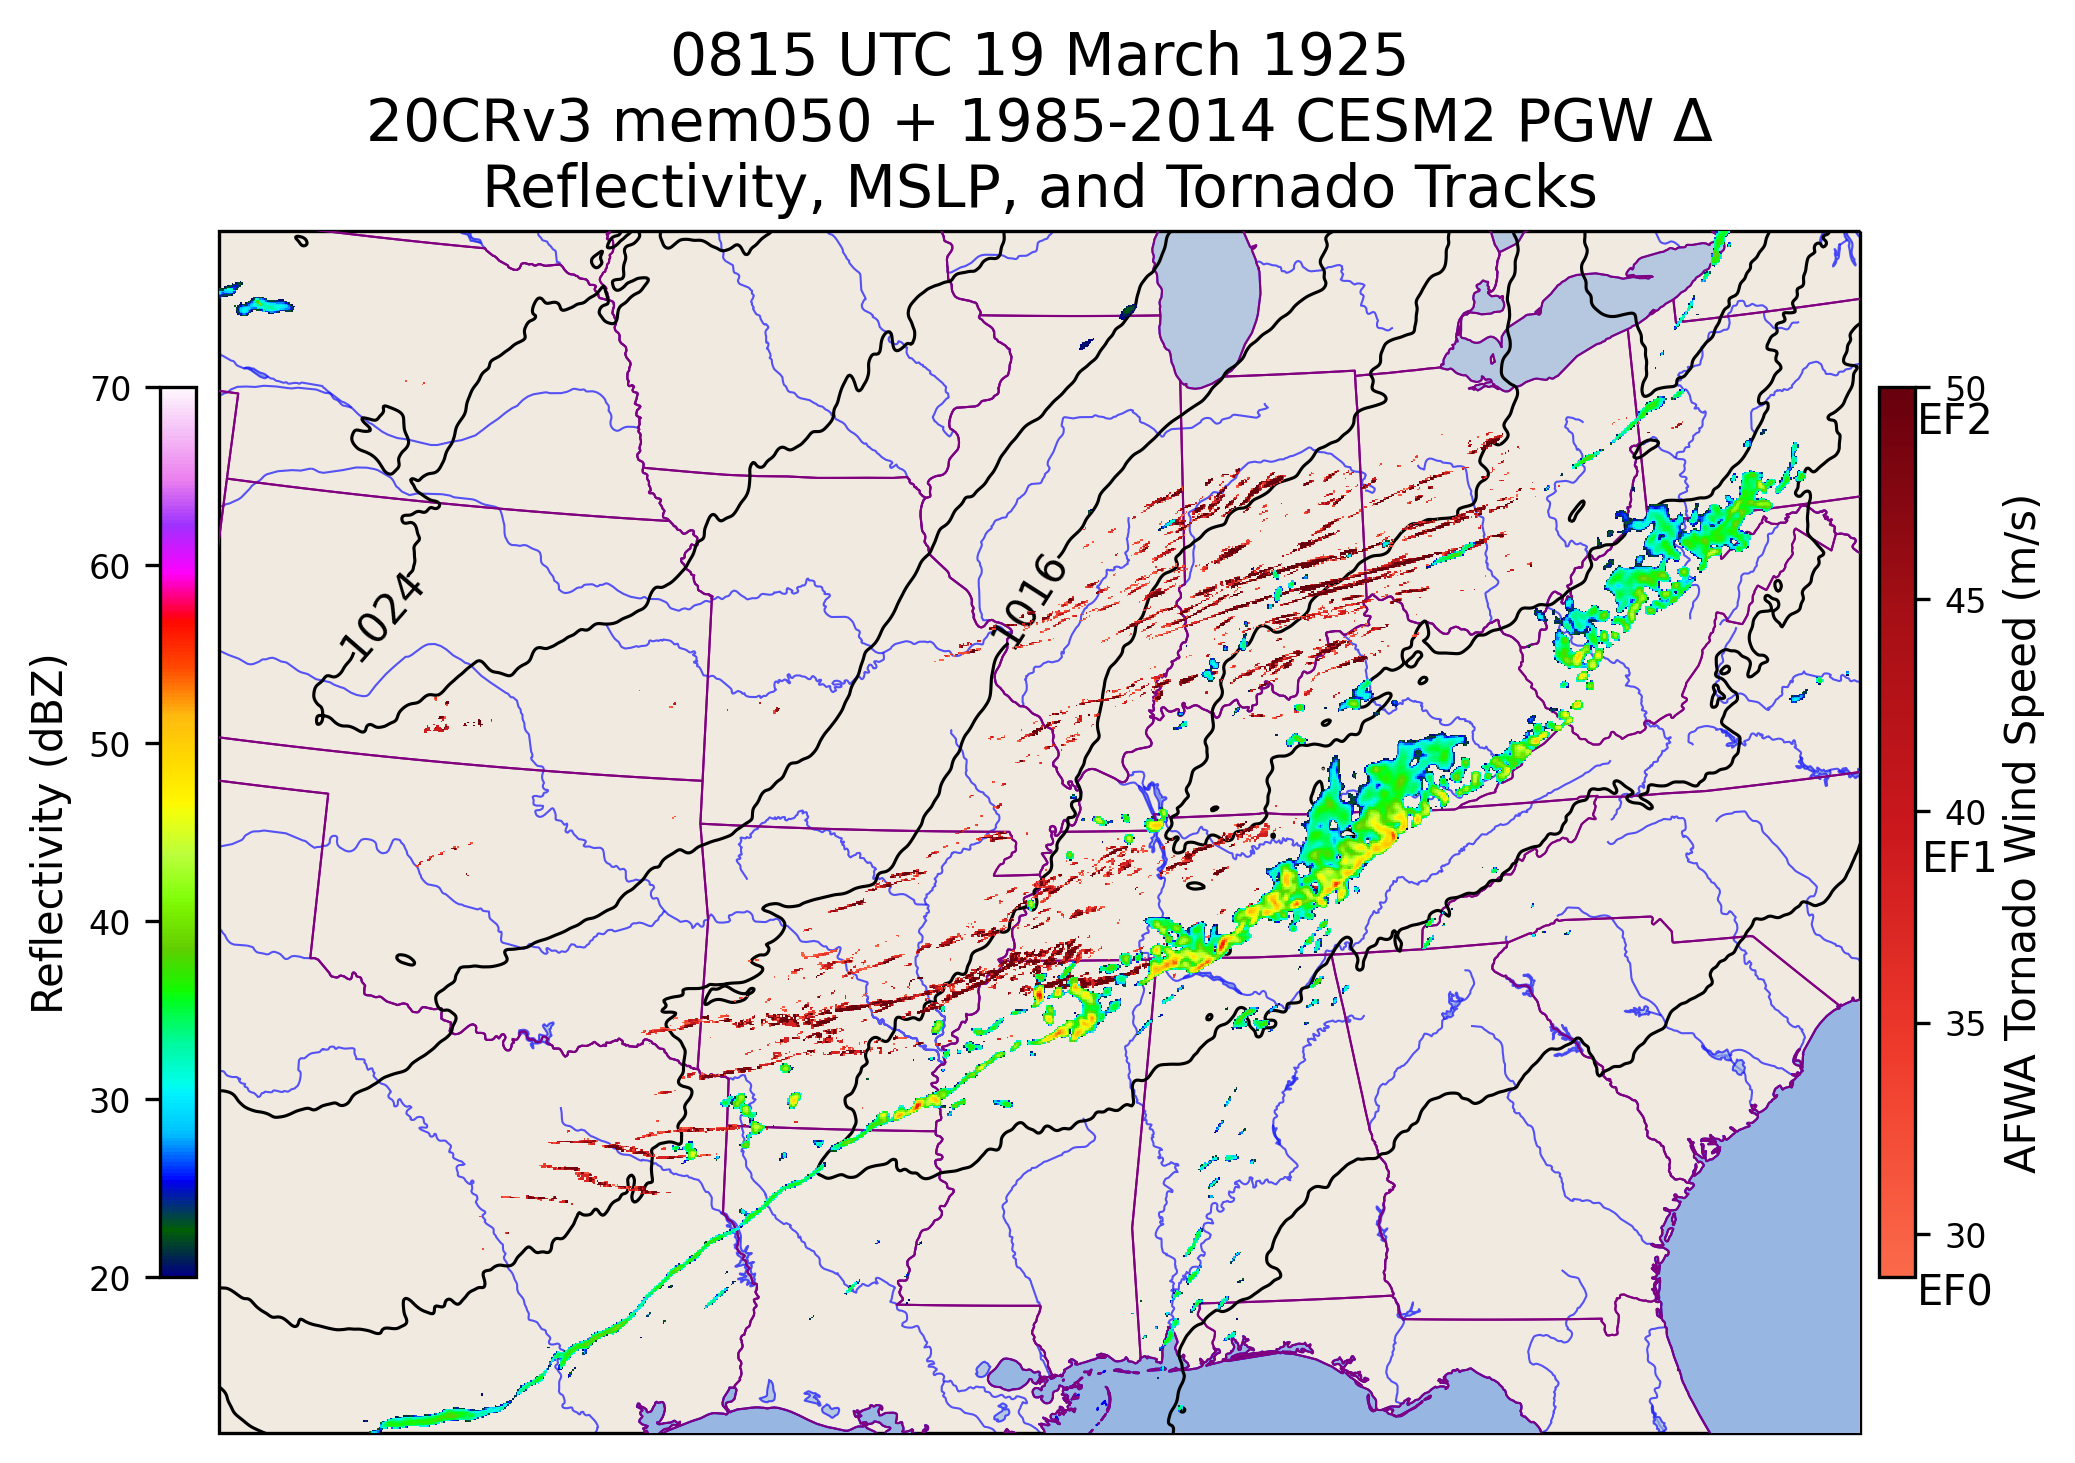 0815 UTC 19 March 1925
20CRv3 mem050 + 1985-2014 CESM2 PGW Δ
Reflectivity, MSLP, and Tornado Tracks
70
60
50
40
30
20
Reflectivity (dBZ)
1024
1016
50
EF2
45
40
EF1
35
30
EF0
AFWA Tornado Wind Speed (m/s)